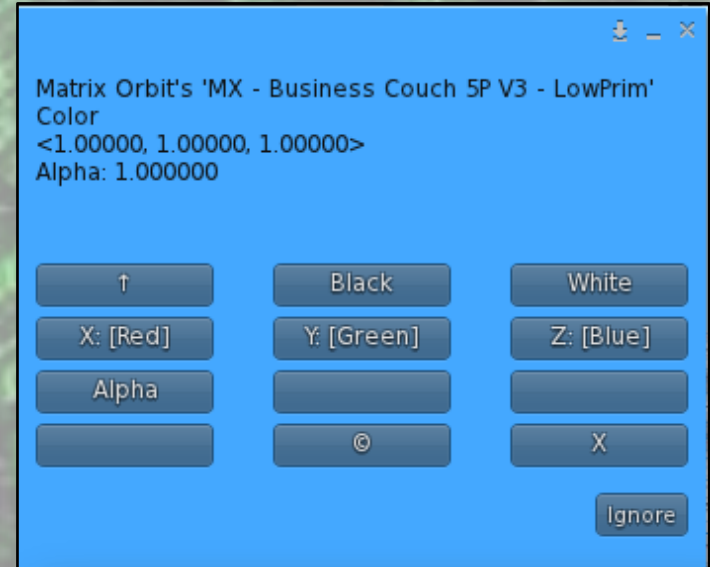 Matrix Orbit's 'MX - Business Couch 5P V3 - LowPrim'
Color
<1.00000, 1.00000, 1.00000>
Alpha: 1.000000
↑ Black White
X: [Red] Y: [Green] Z: [Blue]
Alpha
© X
Ignore